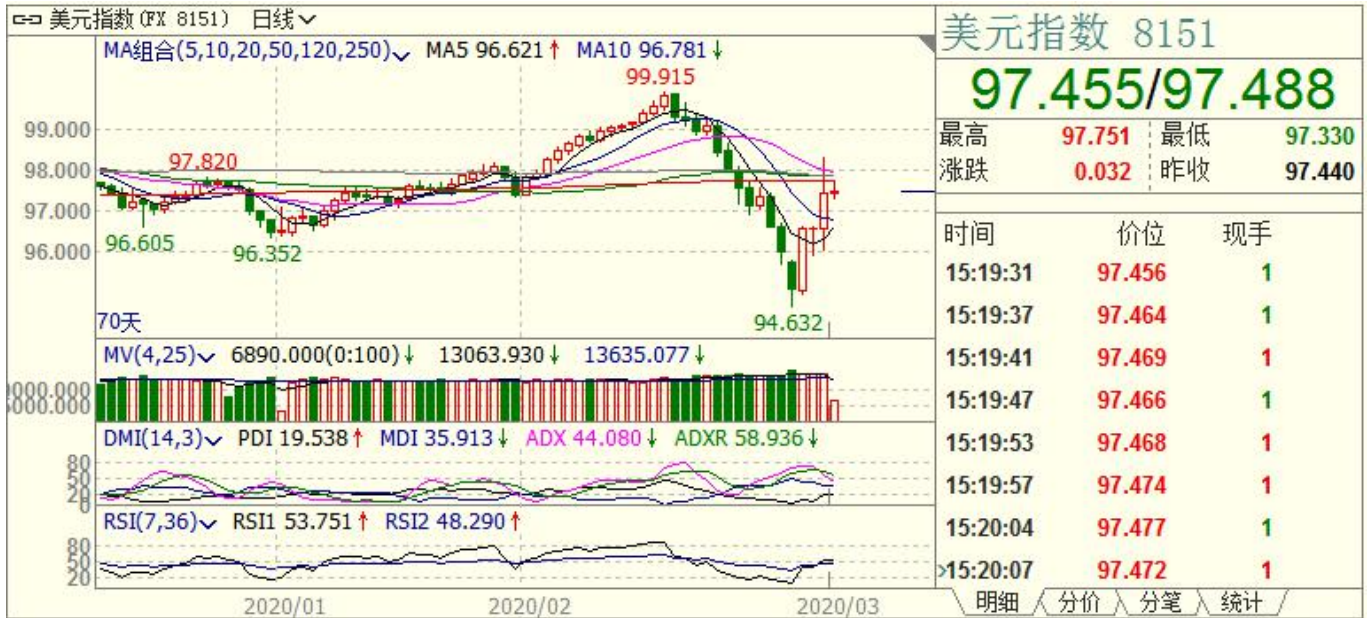 美元指数(FX 8151) 日线
MA组合(5,10,20,50,120,250) MA5 96.621↑ MA10 96.781↓
99.915
99.000
98.000
97.820
97.000
96.000
96.605
96.352
94.632
70天
MV(4,25) 6890.000(0:100)↓ 13063.930↓ 13635.077↓
0000.000
5000.000
DMI(14,3) PDI 19.538↑ MDI 35.913↓ ADX 44.080↓ ADXR 58.936↓
80
50
20
0
RSI(7,36) RSI1 53.751↑ RSI2 48.290↑
80
50
20
2020/01 2020/02 2020/03
美元指数 8151
97.455/97.488
最高 97.751 最低 97.330
涨跌 0.032 昨收 97.440
时间 价位 现手
15:19:31 97.456 1
15:19:37 97.464 1
15:19:41 97.469 1
15:19:47 97.466 1
15:19:53 97.468 1
15:19:57 97.474 1
15:20:04 97.477 1
>15:20:07 97.472 1
明细 分价 分笔 统计